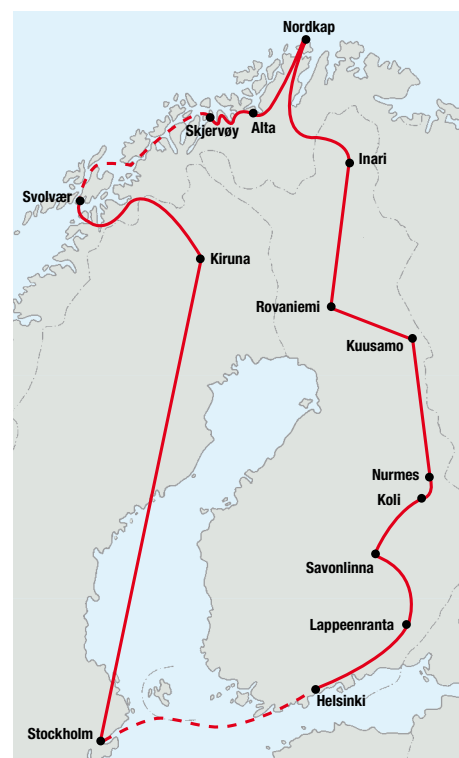 Nordkap
Skjervøy
Alta
Inari
Svolvær
Kiruna
Rovaniemi
Kuusamo
Nurmes
Koli
Savonlinna
Lappeenranta
Helsinki
Stockholm